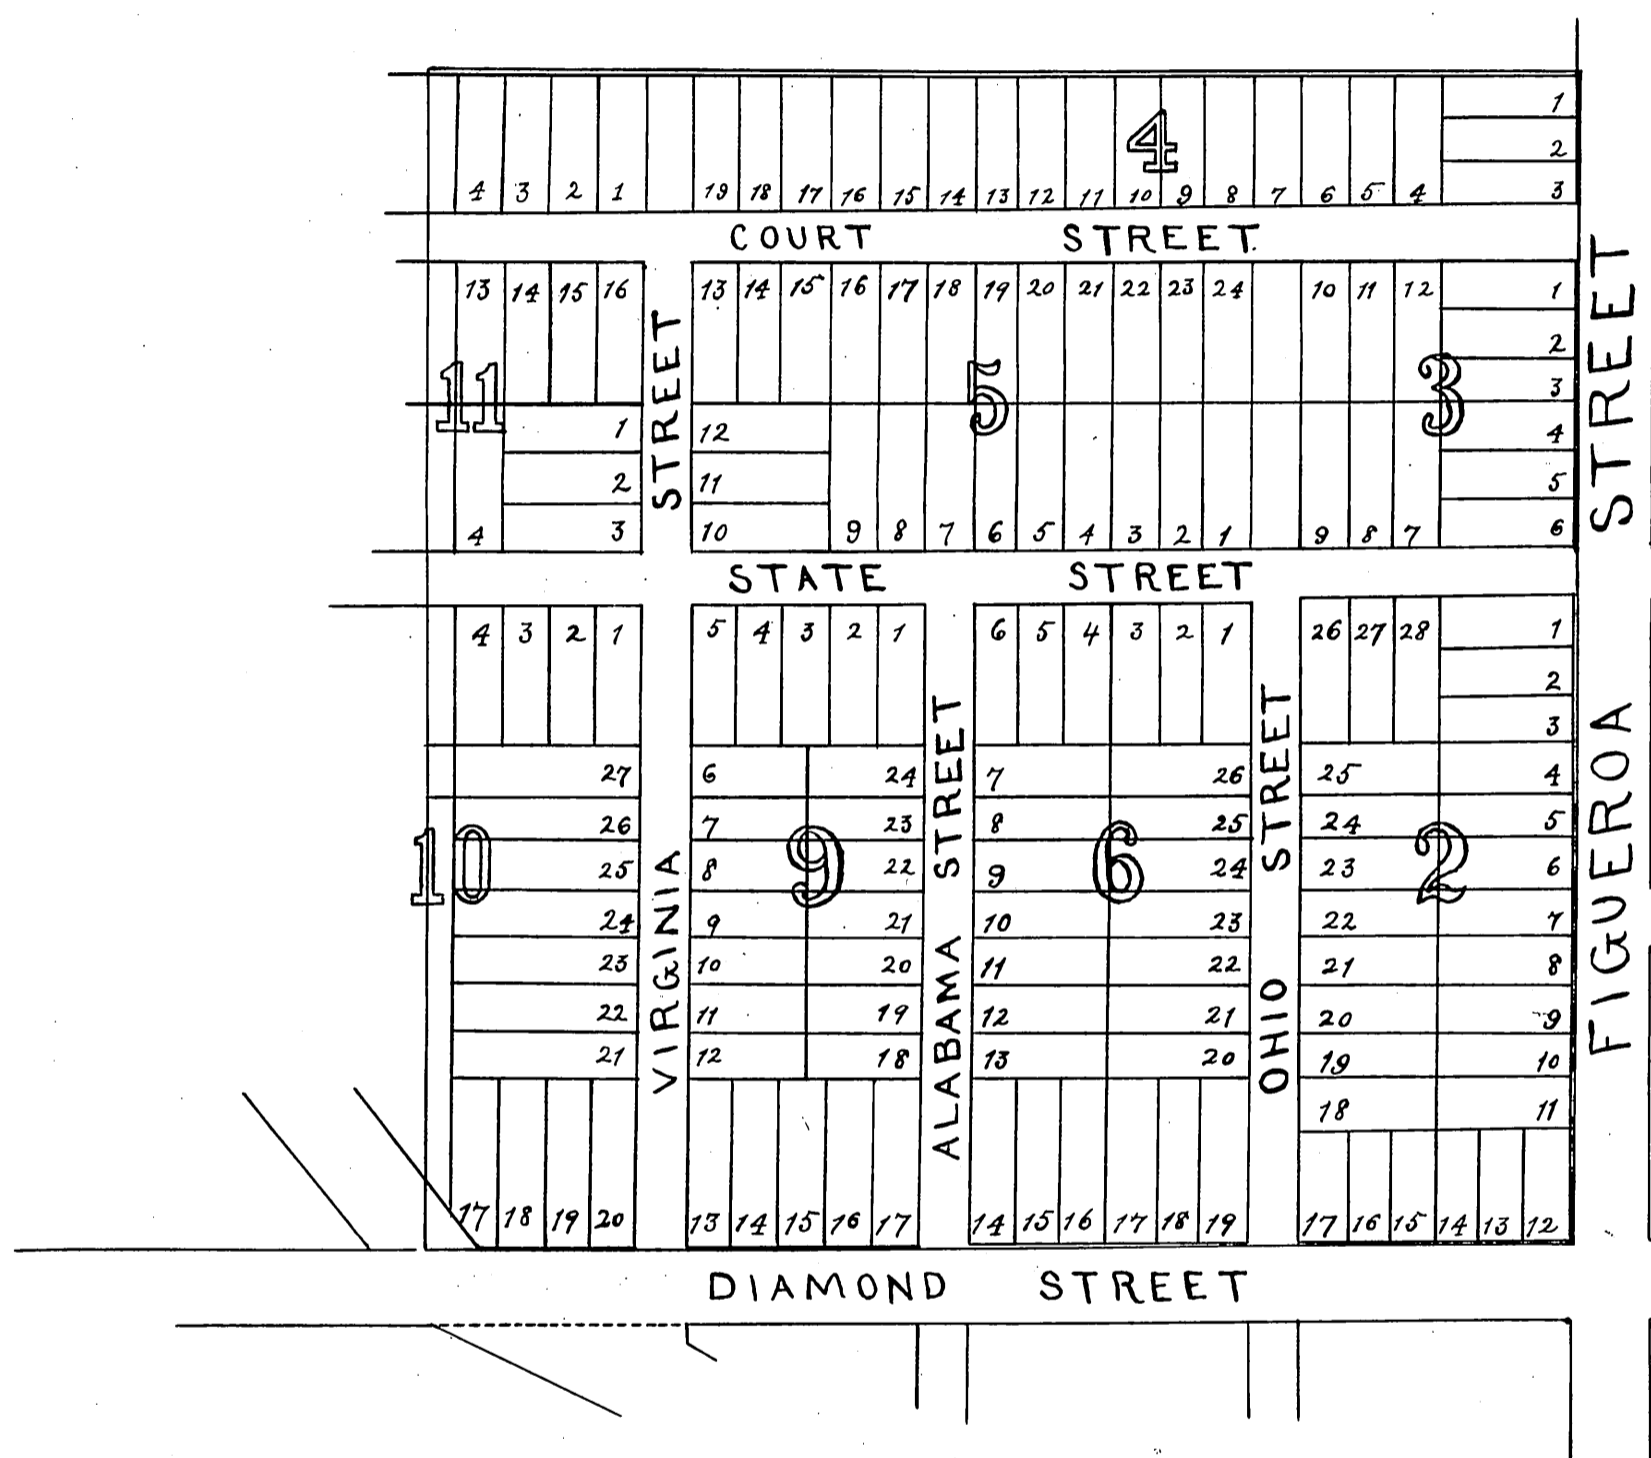 4
1
2
3
4 3 2 1 19 18 17 16 15 14 13 12 11 10 9 8 7 6 5 4
COURT STREET.
13 14 15 16 13 14 15 16 17 18 19 20 21 22 23 24 10 11 12 1
2
11 5 3 3
1 12 4
2 11 5
4 3 10 9 8 7 6 5 4 3 2 1 9 8 7 6
STREET
STATE STREET
4 3 2 1 5 4 3 2 1 6 5 4 3 2 1 26 27 28 1
2
3
27 6 24 7 26 25 4
26 7 23 8 25 24 5
10 9 6 2
25 8 22 9 24 23 6
24 9 21 10 23 22 7
23 10 20 11 22 21 8
22 11 19 12 21 20 9
21 12 18 13 20 19 10
18 11
17 18 19 20 13 14 15 16 17 14 15 16 17 18 19 17 16 15 14 13 12
VIRGINIA
ALABAMA STREET
OHIO STREET
FIGUEROA STREET
DIAMOND STREET